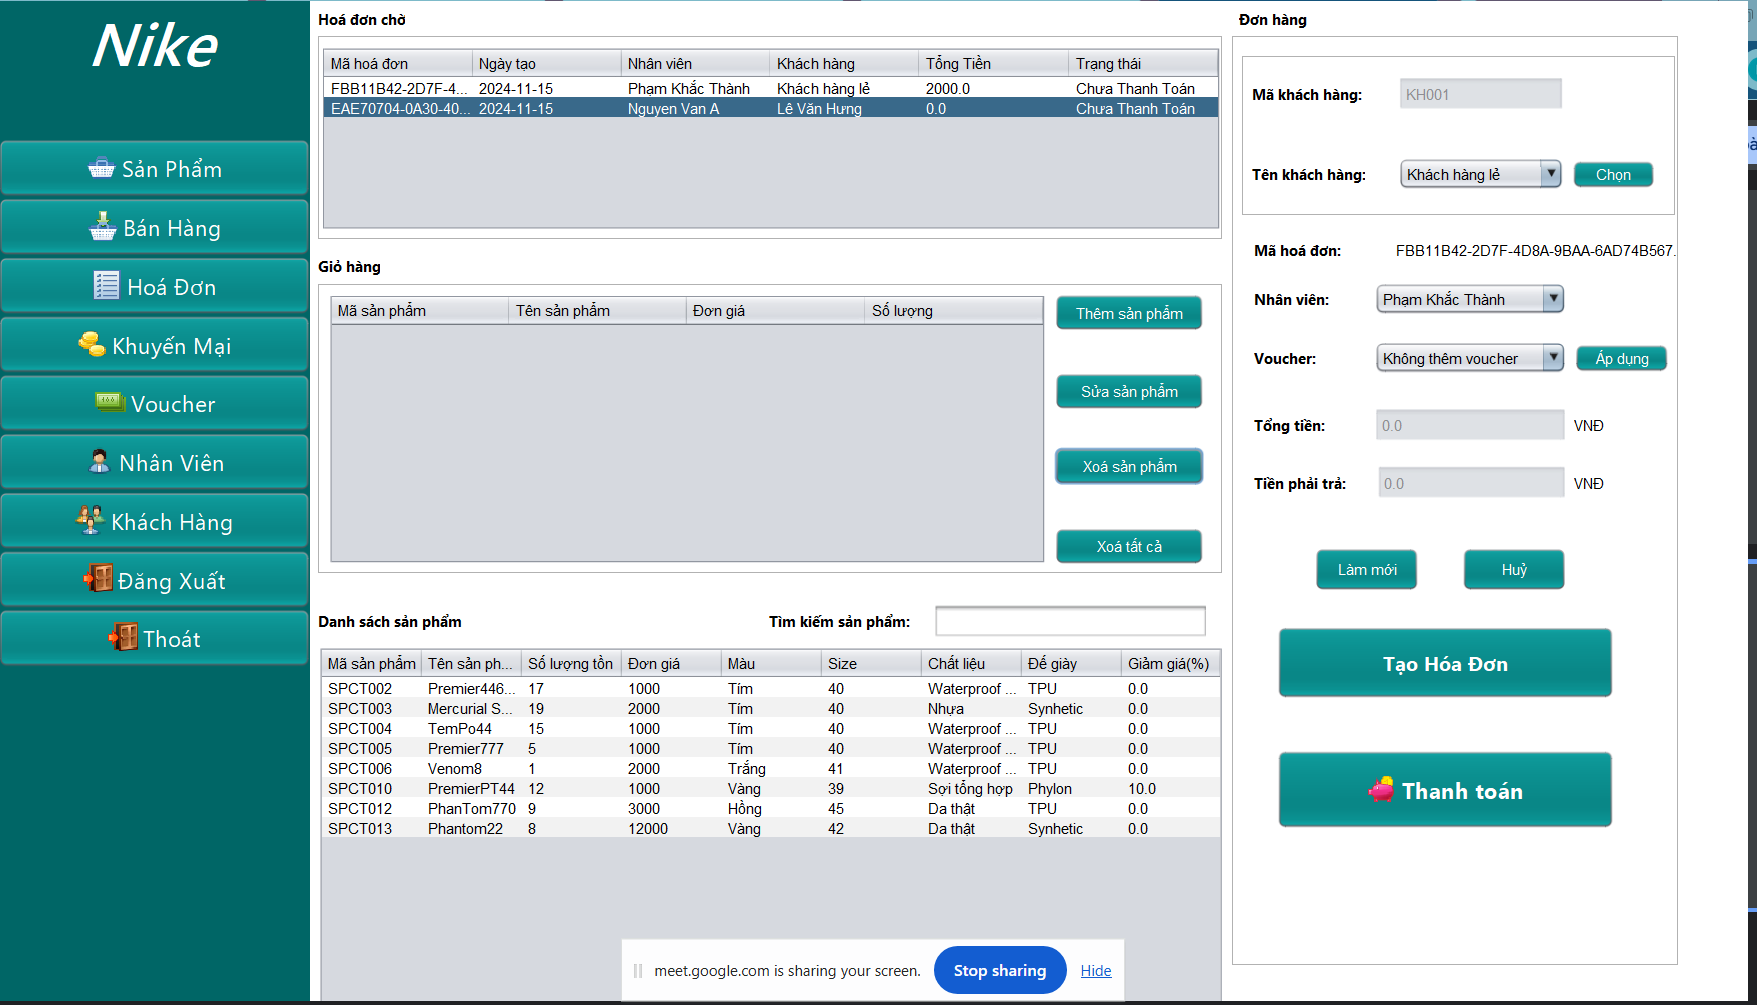 Nike
Sản Phẩm
Bán Hàng
Hoá Đơn
Khuyến Mại
Voucher
Nhân Viên
Khách Hàng
Đăng Xuất
Thoát
Hoá đơn chờ
Mã hoá đơn Ngày tạo Nhân viên Khách hàng Tổng Tiền Trạng thái
FBB11B42-2D7F-4... 2024-11-15 Phạm Khắc Thành Khách hàng lẻ 2000.0 Chưa Thanh Toán
EAE70704-0A30-40... 2024-11-15 Nguyen Van A Lê Văn Hưng 0.0 Chưa Thanh Toán
Giỏ hàng
Mã sản phẩm Tên sản phẩm Đơn giá Số lượng
Thêm sản phẩm
Sửa sản phẩm
Xoá sản phẩm
Xoá tất cả
Danh sách sản phẩm Tìm kiếm sản phẩm:
Mã sản phẩm Tên sản ph... Số lượng tồn Đơn giá Màu Size Chất liệu Đế giày Giảm giá(%)
SPCT002 Premier446... 17 1000 Tím 40 Waterproof ... TPU 0.0
SPCT003 Mercurial S... 19 2000 Tím 40 Nhựa Synhetic 0.0
SPCT004 TemPo44 15 1000 Tím 40 Waterproof ... TPU 0.0
SPCT005 Premier777 5 1000 Tím 40 Waterproof ... TPU 0.0
SPCT006 Venom8 1 2000 Trắng 41 Waterproof ... TPU 0.0
SPCT010 PremierPT44 12 1000 Vàng 39 Sợi tổng hợp Phylon 10.0
SPCT012 PhanTom770 9 3000 Hồng 45 Da thật TPU 0.0
SPCT013 Phantom22 8 12000 Vàng 42 Da thật Synhetic 0.0
meet.google.com is sharing your screen. Stop sharing Hide
Đơn hàng
Mã khách hàng: KH001
Tên khách hàng: Khách hàng lẻ Chọn
Mã hoá đơn: FBB11B42-2D7F-4D8A-9BAA-6AD74B567.
Nhân viên: Phạm Khắc Thành
Voucher: Không thêm voucher Áp dụng
Tổng tiền: 0.0 VNĐ
Tiền phải trả: 0.0 VNĐ
Làm mới Huỷ
Tạo Hóa Đơn
Thanh toán